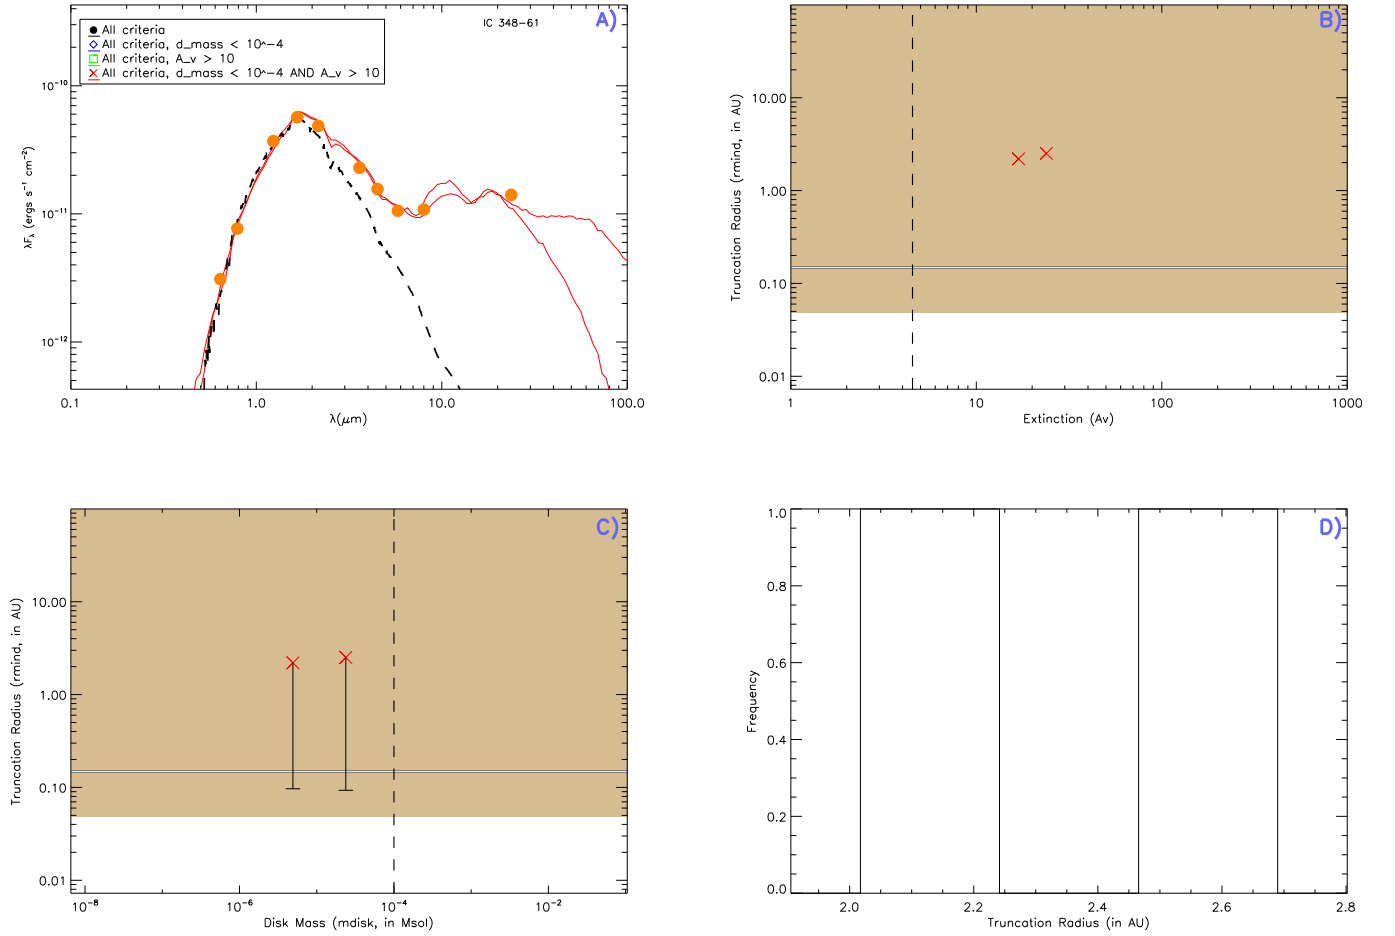 A)
IC 348-61
All criteria
All criteria, d_mass < 10^-4
All criteria, A_v > 10
All criteria, d_mass < 10^-4 AND A_v > 10
10⁻¹⁰
10⁻¹¹
10⁻¹²
λFλ (ergs s⁻¹ cm⁻²)
0.1 1.0 10.0 100.0
λ(μm)
B)
10.00
1.00
0.10
0.01
Truncation Radius (rmind, in AU)
1 10 100 1000
Extinction (Av)
C)
10.00
1.00
0.10
0.01
Truncation Radius (rmind, in AU)
10⁻⁸ 10⁻⁶ 10⁻⁴ 10⁻²
Disk Mass (mdisk, in Msol)
D)
1.0
0.8
0.6
0.4
0.2
0.0
Frequency
2.0 2.2 2.4 2.6 2.8
Truncation Radius (in AU)